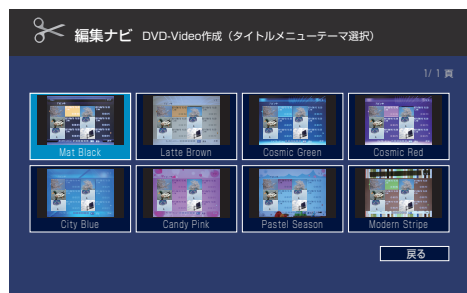 編集ナビ DVD-Video作成（タイトルメニューテーマ選択）
1/ 1 頁
Mat Black
Latte Brown
Cosmic Green
Cosmic Red
City Blue
Candy Pink
Pastel Season
Modern Stripe
戻る